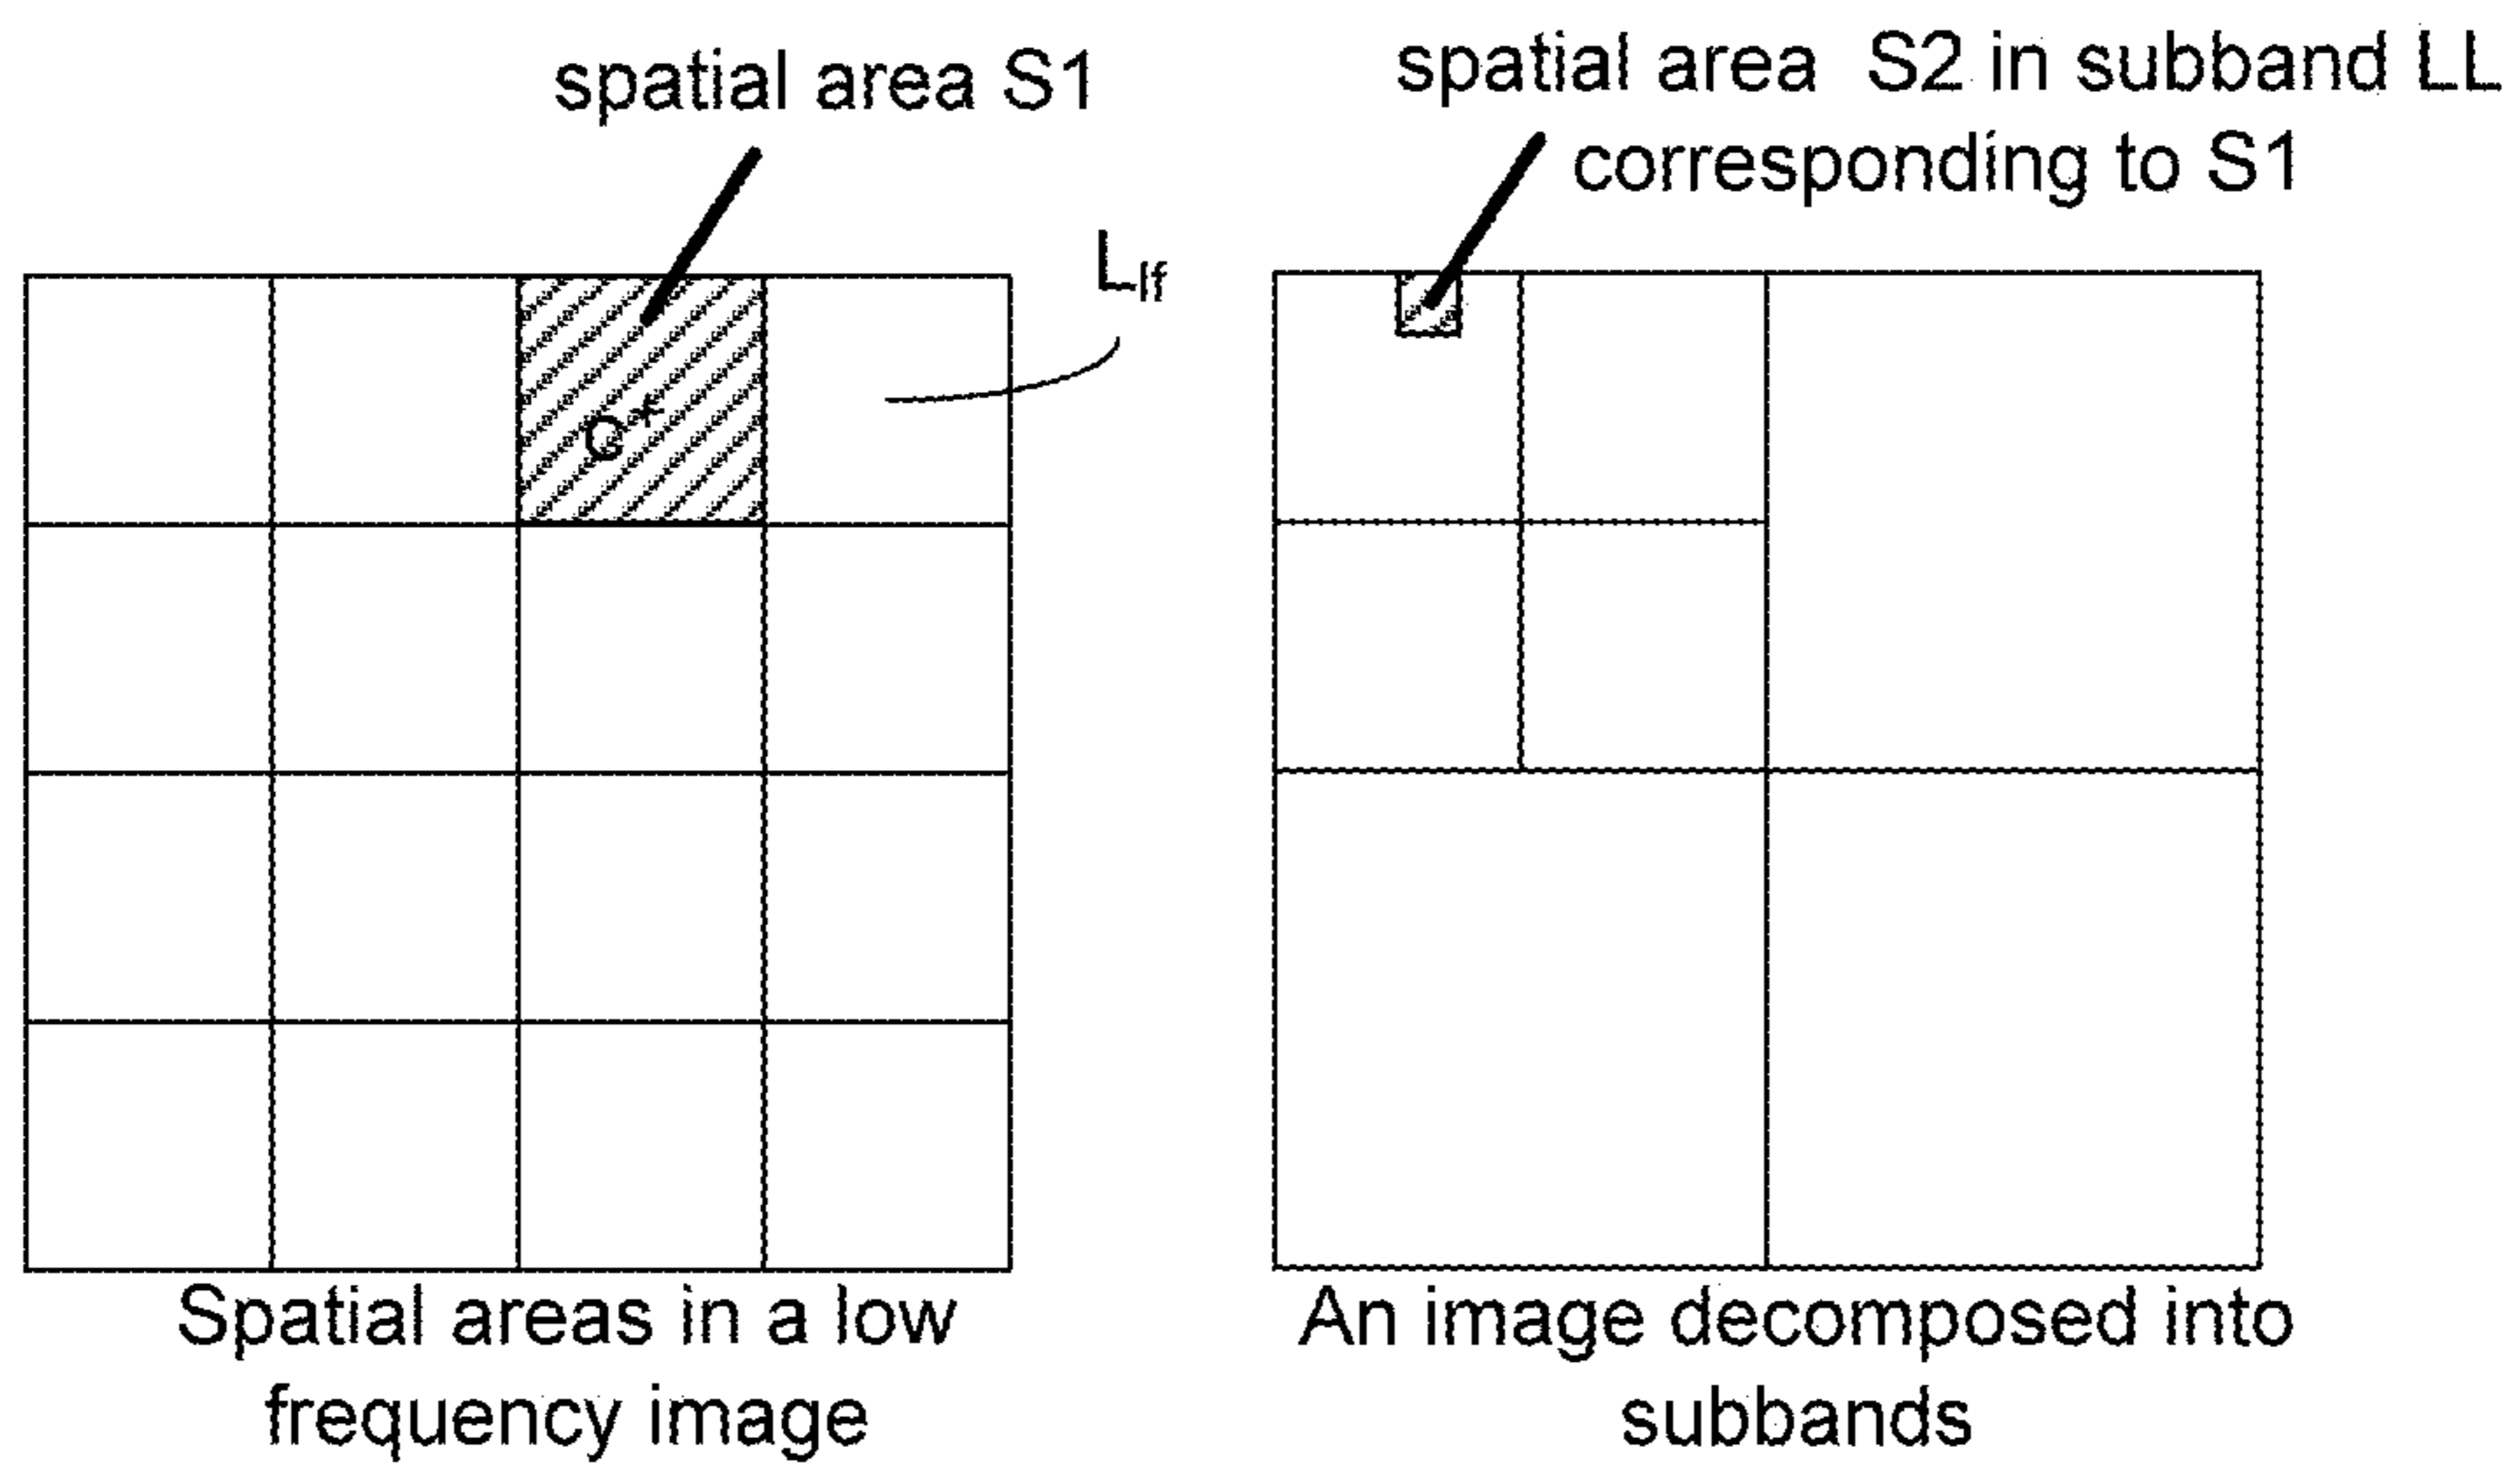 spatial area S1
spatial area S2 in subband LL
corresponding to S1
Llf
C+
Spatial areas in a low
frequency image
An image decomposed into
subbands